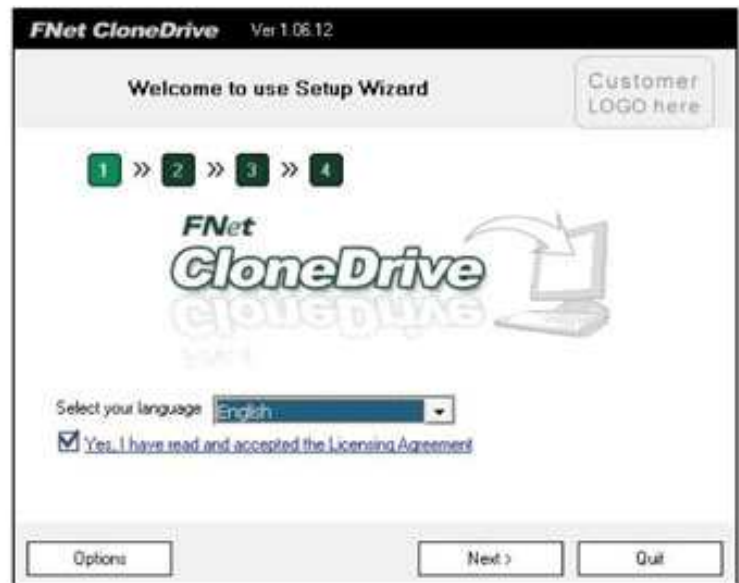 FNet CloneDrive Ver 1.06.12
Welcome to use Setup Wizard
Customer
LOGO here
1 » 2 » 3 » 4
FNet
CloneDrive
Select your language English
Yes, I have read and accepted the Licensing Agreement
Options Next > Quit